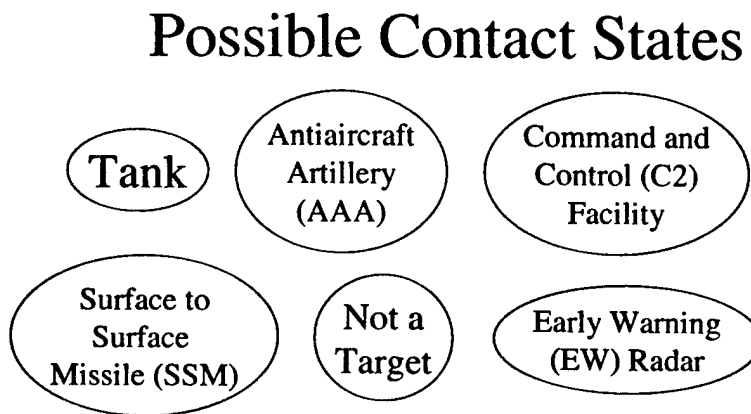 Possible Contact States
Tank
Antiaircraft
Artillery
(AAA)
Command and
Control (C2)
Facility
Surface to
Surface
Missile (SSM)
Not a
Target
Early Warning
(EW) Radar